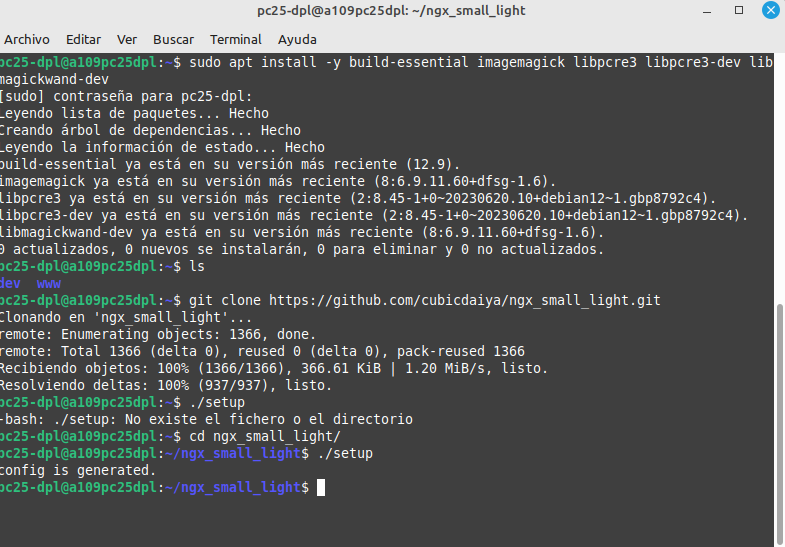 pc25-dpl@a109pc25dpl: ~/ngx_small_light
Archivo Editar Ver Buscar Terminal Ayuda
pc25-dpl@a109pc25dpl:~$ sudo apt install -y build-essential imagemagick libpcre3 libpcre3-dev lib
magickwand-dev
[sudo] contraseña para pc25-dpl:
Leyendo lista de paquetes... Hecho
Creando árbol de dependencias... Hecho
Leyendo la información de estado... Hecho
build-essential ya está en su versión más reciente (12.9).
imagemagick ya está en su versión más reciente (8:6.9.11.60+dfsg-1.6).
libpcre3 ya está en su versión más reciente (2:8.45-1+0~20230620.10+debian12~1.gbp8792c4).
libpcre3-dev ya está en su versión más reciente (2:8.45-1+0~20230620.10+debian12~1.gbp8792c4).
libmagickwand-dev ya está en su versión más reciente (8:6.9.11.60+dfsg-1.6).
0 actualizados, 0 nuevos se instalarán, 0 para eliminar y 0 no actualizados.
pc25-dpl@a109pc25dpl:~$ ls
dev www
pc25-dpl@a109pc25dpl:~$ git clone https://github.com/cubicdaiya/ngx_small_light.git
Clonando en 'ngx_small_light'...
remote: Enumerating objects: 1366, done.
remote: Total 1366 (delta 0), reused 0 (delta 0), pack-reused 1366
Recibiendo objetos: 100% (1366/1366), 366.61 KiB | 1.20 MiB/s, listo.
Resolviendo deltas: 100% (937/937), listo.
pc25-dpl@a109pc25dpl:~$ ./setup
-bash: ./setup: No existe el fichero o el directorio
pc25-dpl@a109pc25dpl:~$ cd ngx_small_light/
pc25-dpl@a109pc25dpl:~/ngx_small_light$ ./setup
config is generated.
pc25-dpl@a109pc25dpl:~/ngx_small_light$